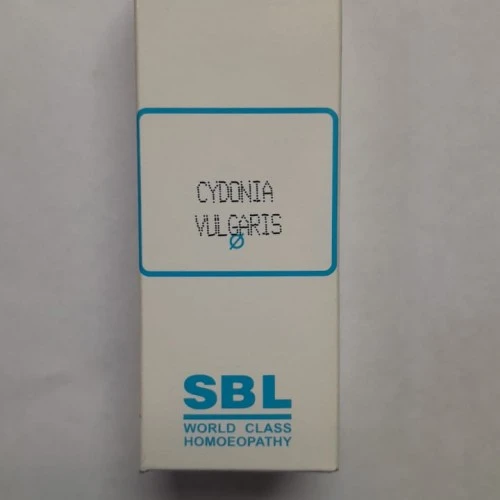 CYDONIA
VULGARIS
Ø
SBL
WORLD CLASS
HOMOEOPATHY